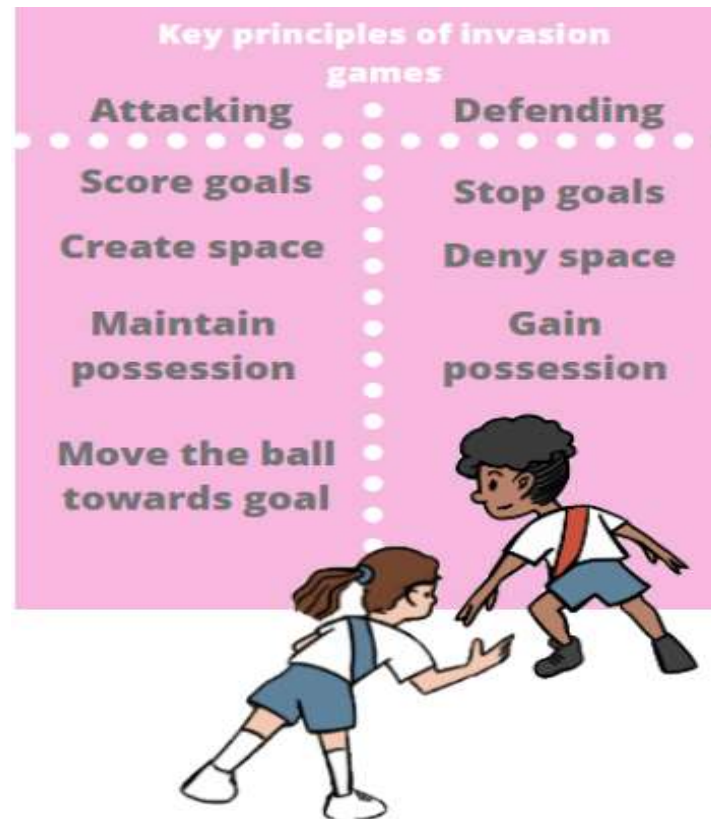 Key principles of invasion
games
Attacking
Defending
Score goals
Stop goals
Create space
Deny space
Maintain
possession
Gain
possession
Move the ball
towards goal